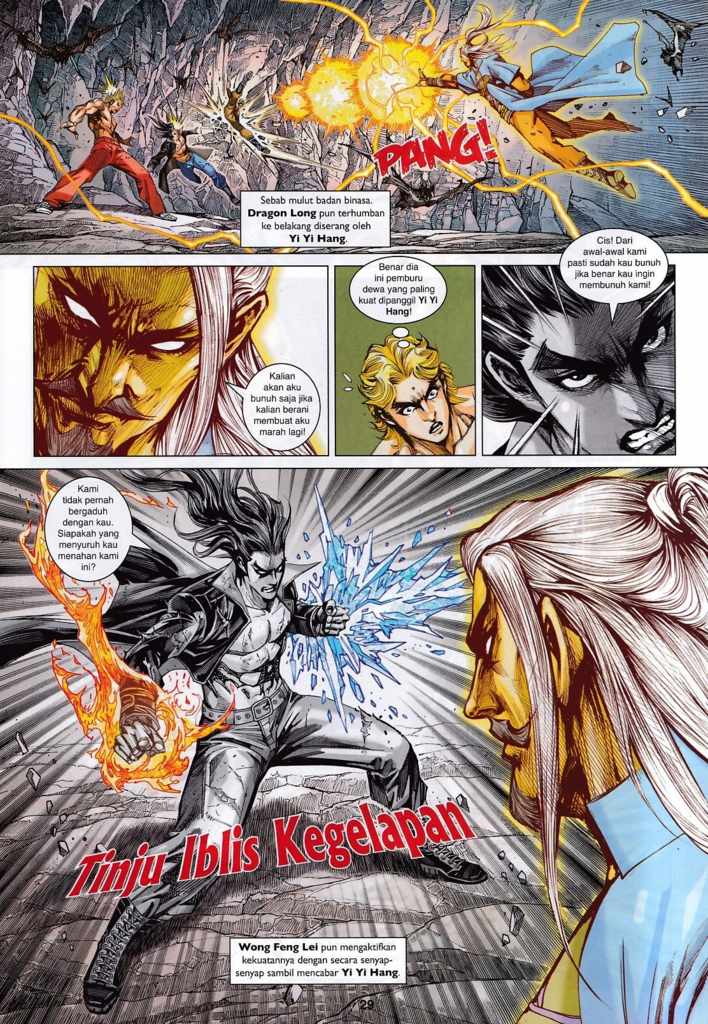 PANG!
Sebab mulut badan binasa.
Dragon Long pun terhumban
ke belakang diserang oleh
Yi Yi Hang.
Kalian
akan aku
bunuh saja jika
kalian berani
membuat aku
marah lagi!
Benar dia
ini pemburu
dewa yang paling
kuat dipanggil Yi Yi
Hang!
Cis! Dari
awal-awal kami
pasti sudah kau bunuh
jika benar kau ingin
membunuh kami!
Kami
tidak pernah
bergaduh
dengan kau.
Siapakah yang
menyuruh kau
menahan kami
ini?
Tinju Iblis Kegelapan
Wong Feng Lei pun mengaktifkan
kekuatannya dengan secara senyap-
senyap sambil mencabar Yi Yi Hang.
29